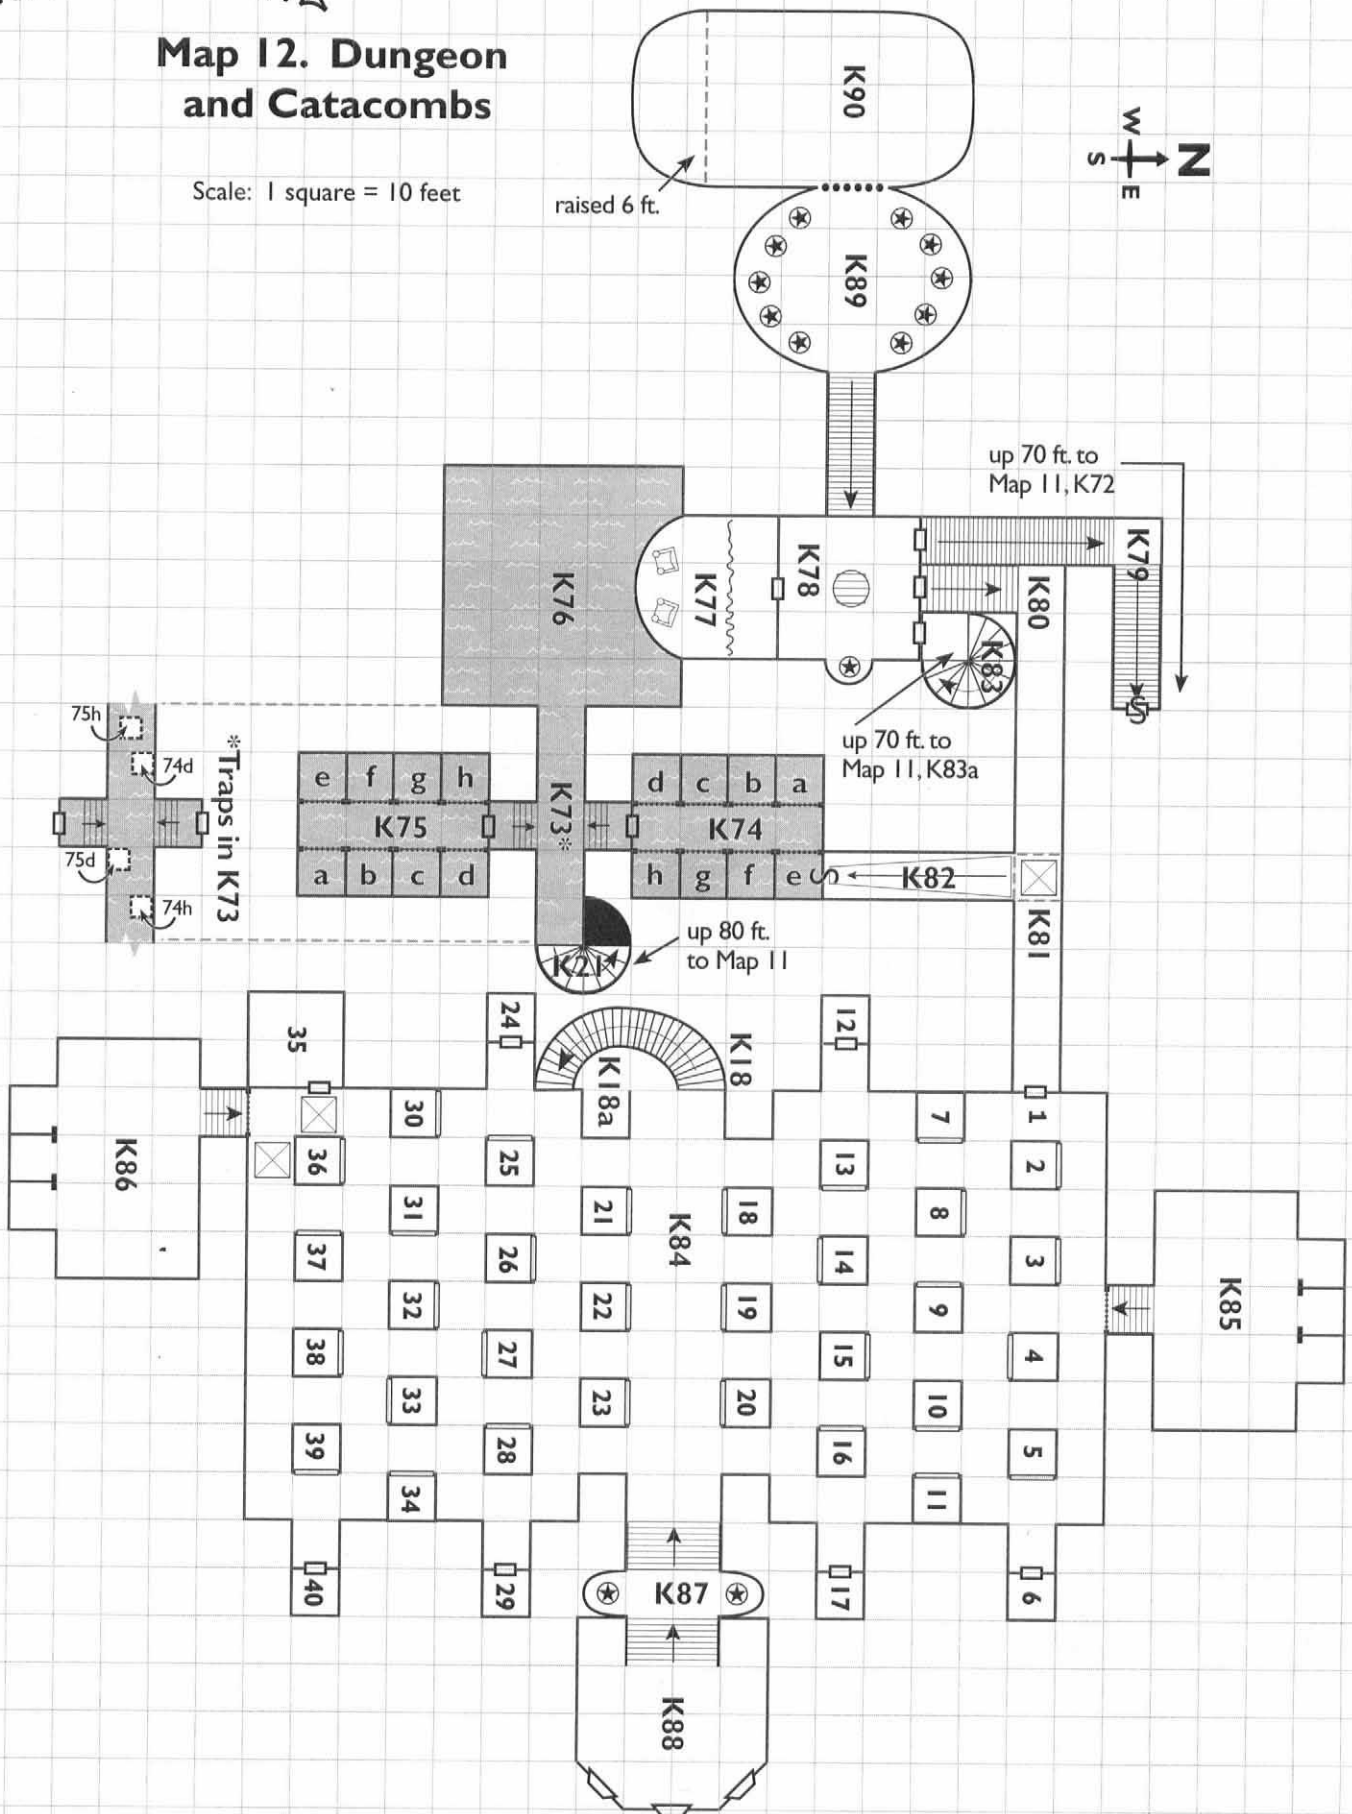 Map 12. Dungeon
and Catacombs
Scale: 1 square = 10 feet
K90
W
N
S
E
raised 6 ft.
K89
up 70 ft. to
Map 11, K72
K79
K78
K77
K76
K80
K83
up 70 ft. to
Map 11, K83a
75h
74d
75d
74h
*Traps in K73
e
f
g
h
K75
a
b
c
d
K73*
d
c
b
a
K74
h
g
f
e
S
K82
S
K81
K21
up 80 ft.
to Map 11
K18
K18a
35
24
12
K86
30
7
1
36
25
13
2
31
21
18
8
K84
37
26
14
3
32
22
19
9
K85
38
27
15
4
33
23
20
10
39
28
16
5
34
11
40
29
K87
17
6
K88